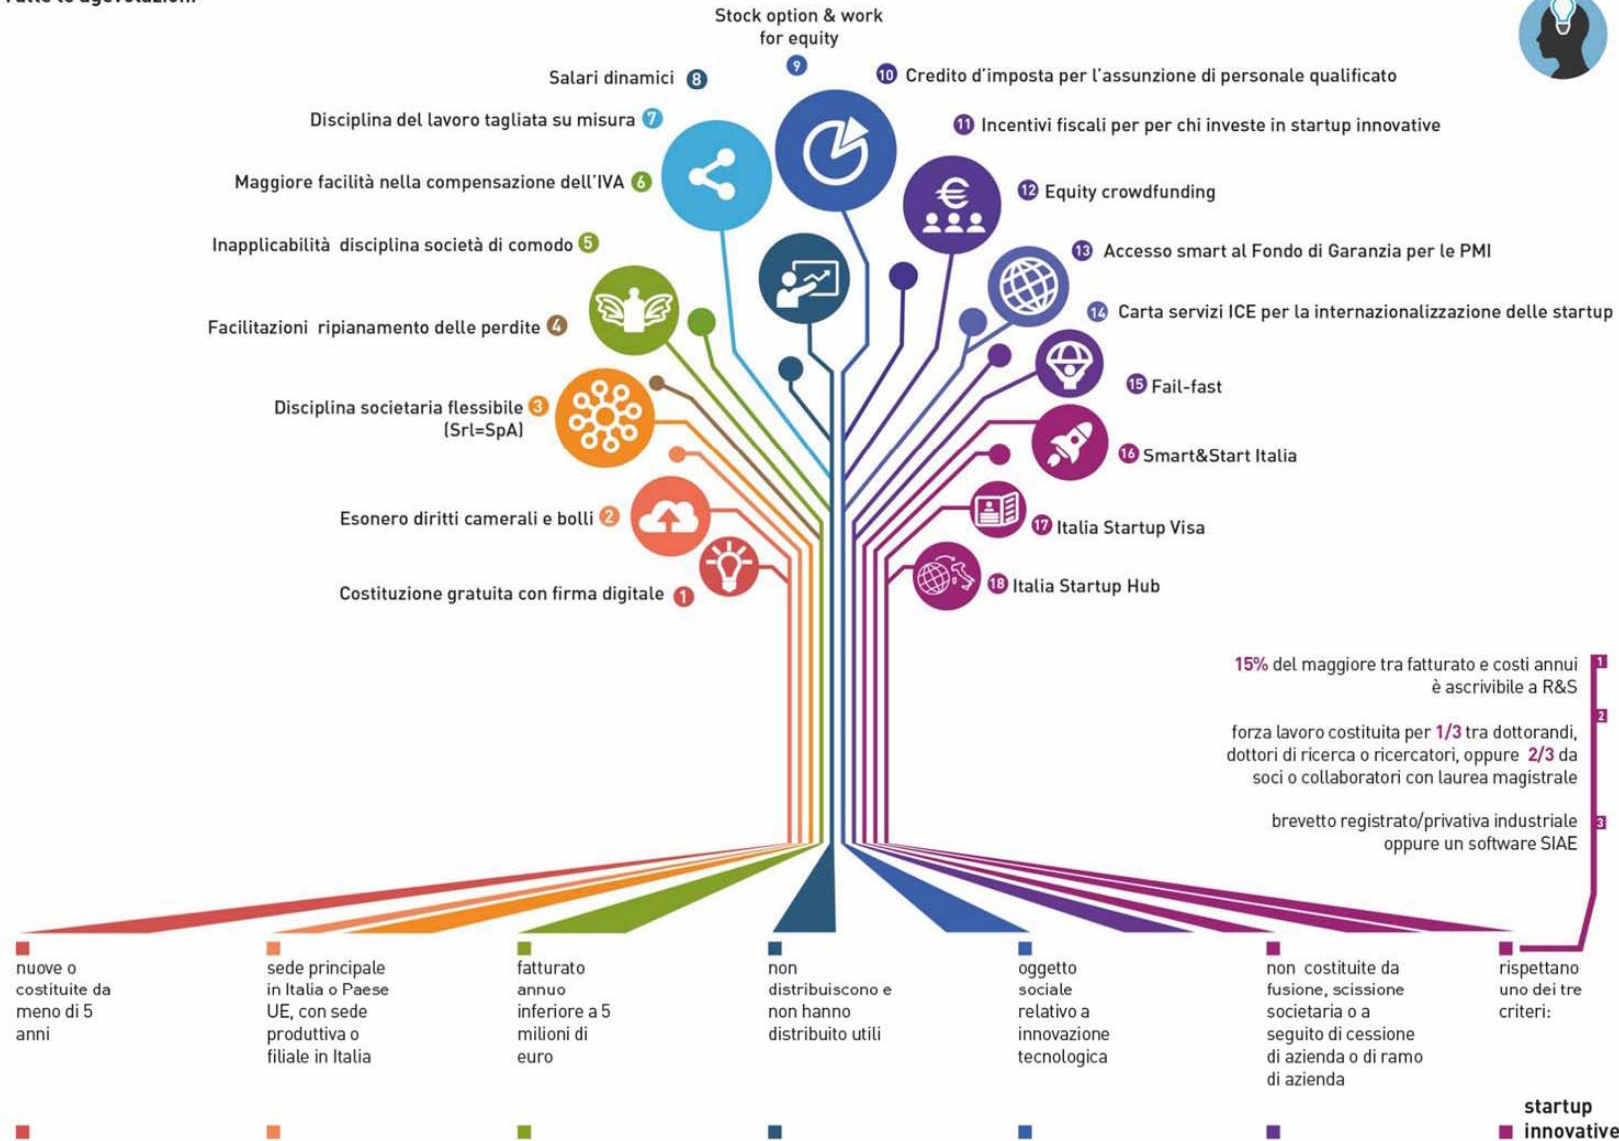 Tutte le agevolazioni
Stock option & work
for equity
9
Salari dinamici 8
10 Credito d'imposta per l'assunzione di personale qualificato
Disciplina del lavoro tagliata su misura 7
11 Incentivi fiscali per per chi investe in startup innovative
Maggiore facilità nella compensazione dell'IVA 6
12 Equity crowdfunding
Inapplicabilità disciplina società di comodo 5
13 Accesso smart al Fondo di Garanzia per le PMI
Facilitazioni ripianamento delle perdite 4
14 Carta servizi ICE per la internazionalizzazione delle startup
15 Fail-fast
Disciplina societaria flessibile 3
(Srl=SpA)
16 Smart&Start Italia
Esonero diritti camerali e bolli 2
17 Italia Startup Visa
Costituzione gratuita con firma digitale 1
18 Italia Startup Hub
15% del maggiore tra fatturato e costi annui
è ascrivibile a R&S
1
2
forza lavoro costituita per 1/3 tra dottorandi,
dottori di ricerca o ricercatori, oppure 2/3 da
soci o collaboratori con laurea magistrale
brevetto registrato/privativa industriale
oppure un software SIAE
3
nuove o
costituite da
meno di 5
anni
sede principale
in Italia o Paese
UE, con sede
produttiva o
filiale in Italia
fatturato
annuo
inferiore a 5
milioni di
euro
non
distribuiscono e
non hanno
distribuito utili
oggetto
sociale
relativo a
innovazione
tecnologica
non costituite da
fusione, scissione
societaria o a
seguito di cessione
di azienda o di ramo
di azienda
rispettano
uno dei tre
criteri:
startup
innovative